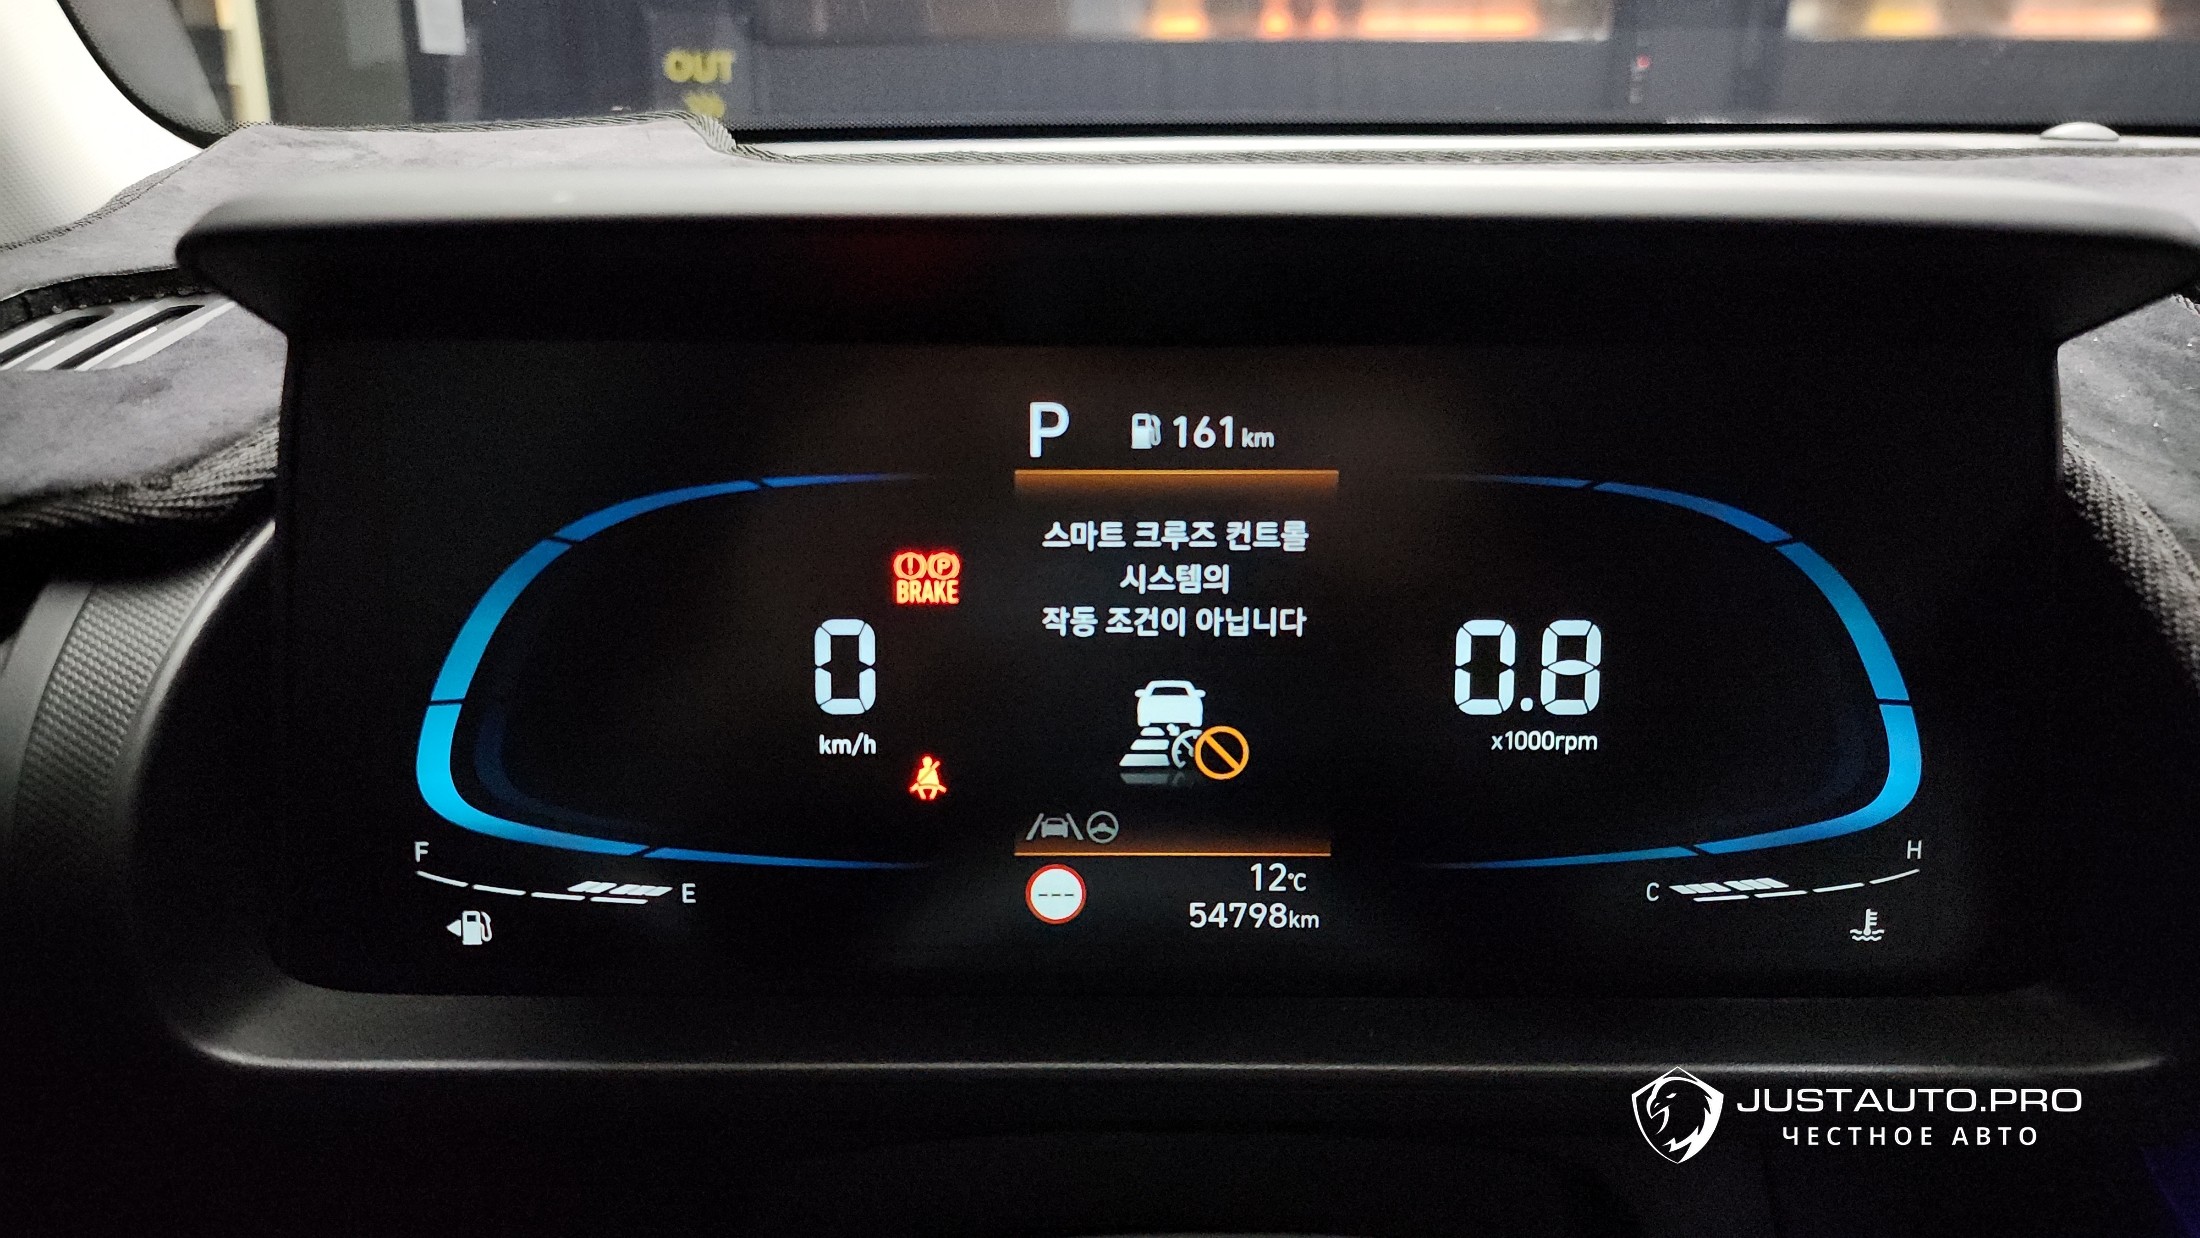 OUT
P 161km
스마트 크루즈 컨트롤
시스템의
작동 조건이 아닙니다
BRAKE
0
km/h
0.8
x1000rpm
F
E
C
H
---
12°C
54798km
JUSTAUTO.PRO
ЧЕСТНОЕ АВТО